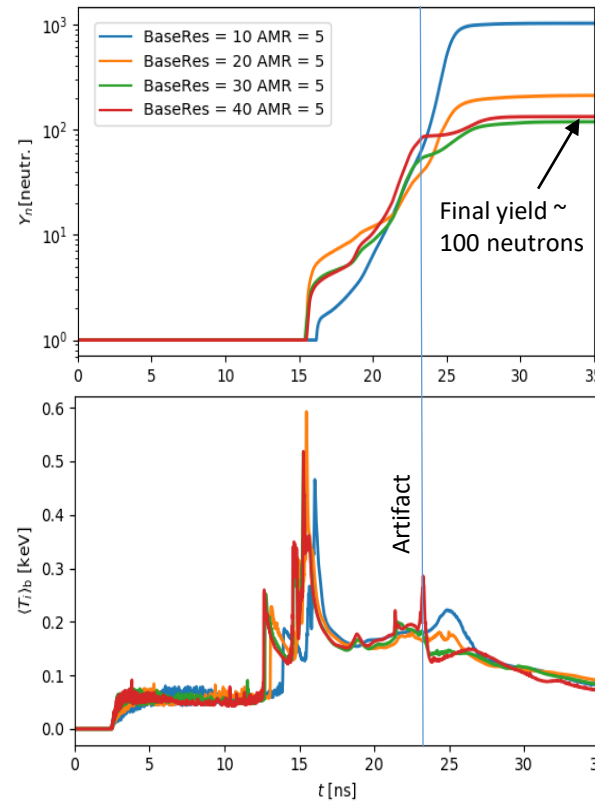 10³
10²
10¹
10⁰
Yₙ [neutr.]
BaseRes = 10 AMR = 5
BaseRes = 20 AMR = 5
BaseRes = 30 AMR = 5
BaseRes = 40 AMR = 5
Final yield ~
100 neutrons
0 5 10 15 20 25 30 35
0.6
0.5
0.4
0.3
0.2
0.1
0.0
⟨Tᵢ⟩b [keV]
Artifact
0 5 10 15 20 25 30 35
t [ns]